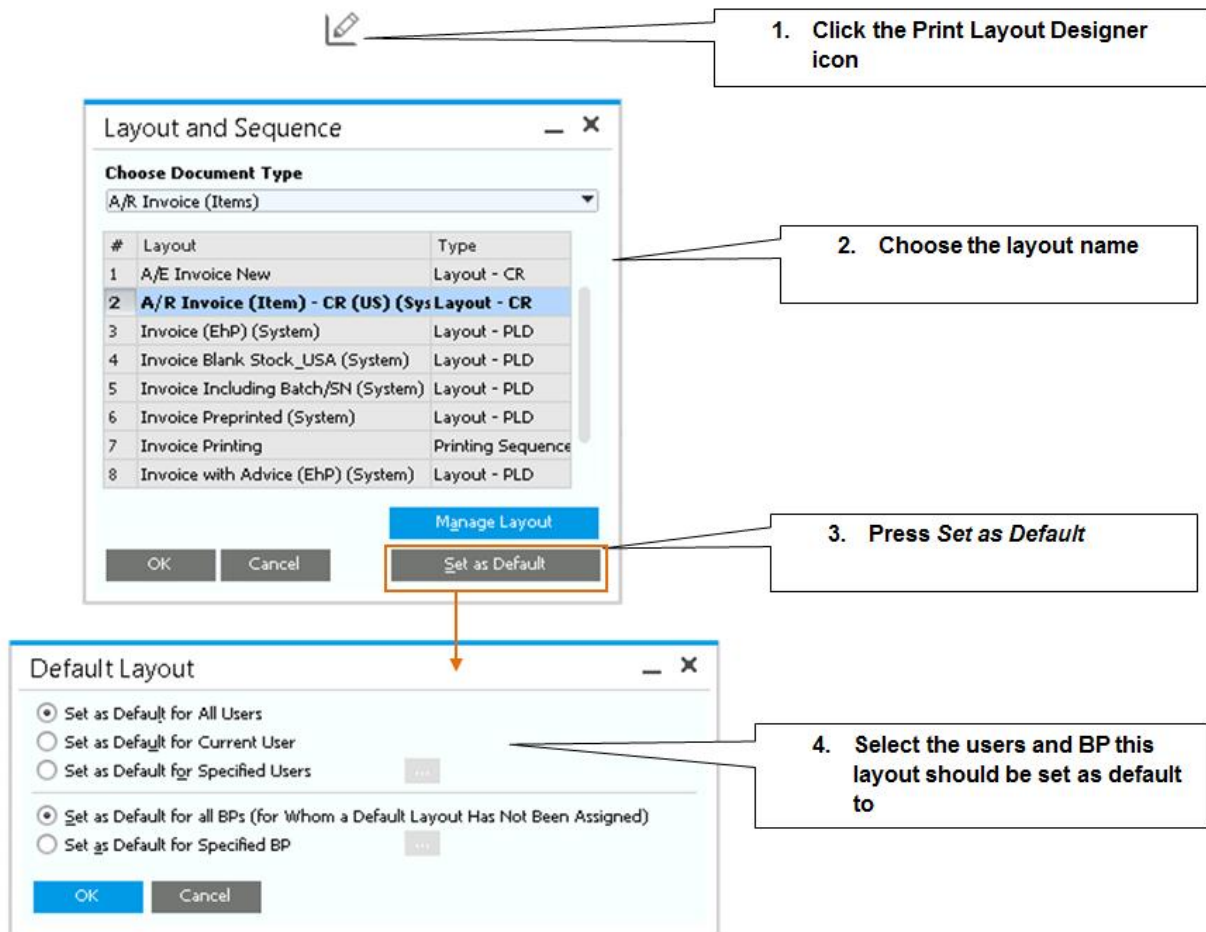 1. Click the Print Layout Designer
icon
Layout and Sequence
Choose Document Type
A/R Invoice (Items)
# Layout Type
1 A/E Invoice New Layout - CR
2 A/R Invoice (Item) - CR (US) (Sys Layout - CR
3 Invoice (EhP) (System) Layout - PLD
4 Invoice Blank Stock_USA (System) Layout - PLD
5 Invoice Including Batch/SN (System) Layout - PLD
6 Invoice Preprinted (System) Layout - PLD
7 Invoice Printing Printing Sequence
8 Invoice with Advice (EhP) (System) Layout - PLD
2. Choose the layout name
Manage Layout
OK Cancel Set as Default
3. Press Set as Default
Default Layout
Set as Default for All Users
Set as Default for Current User
Set as Default for Specified Users ...
Set as Default for all BPs (for Whom a Default Layout Has Not Been Assigned)
Set as Default for Specified BP ...
OK Cancel
4. Select the users and BP this
layout should be set as default
to